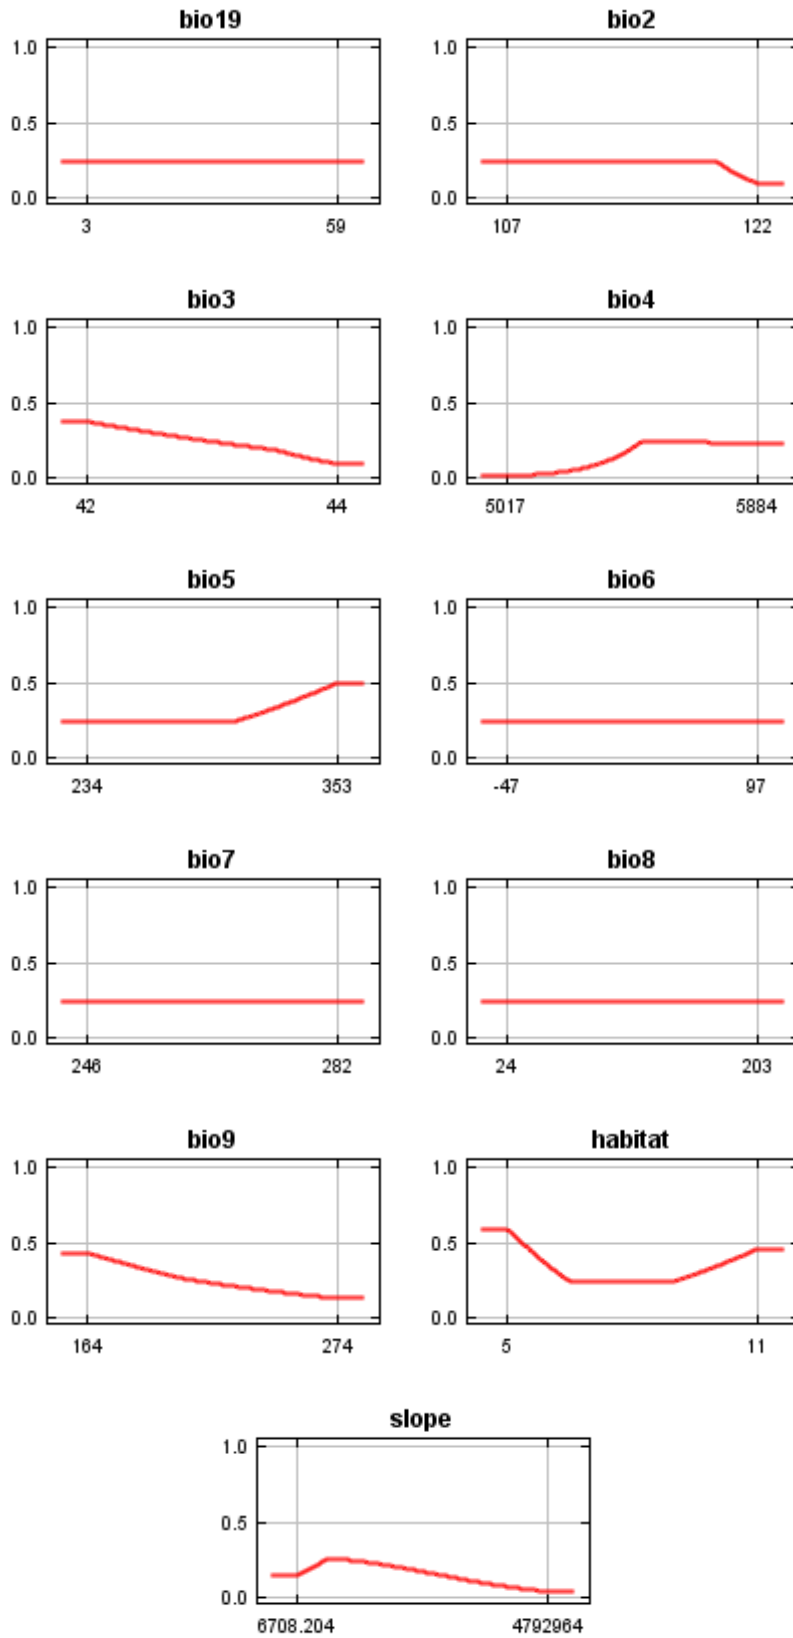 bio19 bio2
1.0 1.0
0.5 0.5
0.0 0.0
3 59 107 122
bio3 bio4
1.0 1.0
0.5 0.5
0.0 0.0
42 44 5017 5884
bio5 bio6
1.0 1.0
0.5 0.5
0.0 0.0
234 353 -47 97
bio7 bio8
1.0 1.0
0.5 0.5
0.0 0.0
246 282 24 203
bio9 habitat
1.0 1.0
0.5 0.5
0.0 0.0
164 274 5 11
slope
1.0
0.5
0.0
6708.204 4792964